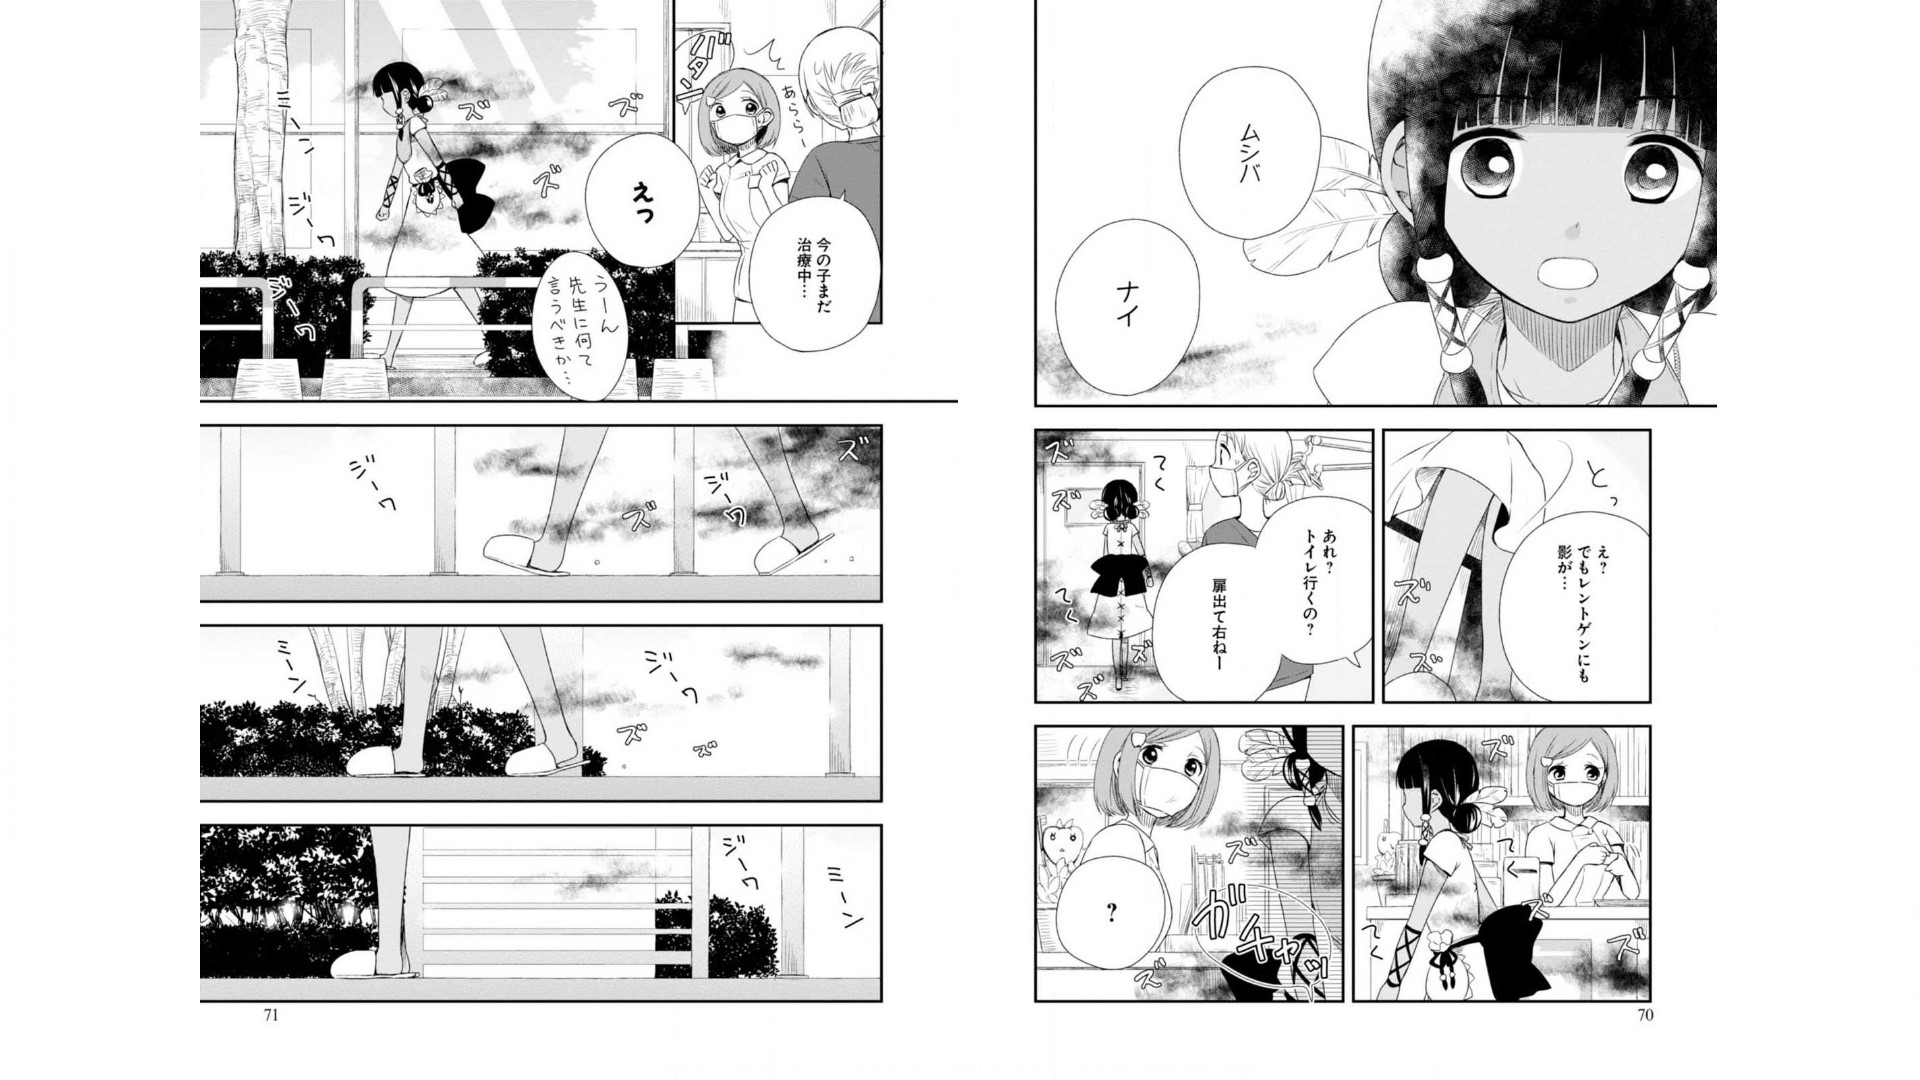 ムシバ
ナイ
とっ
え？
でもレントゲンにも
影が…
ズ
ズ
あれ？
トイレ行くの？
扉出て右ねー
てく
てく
ズ
ズ
ズ
ズ
ズ
ズ
ズ
ズ
てく
？
ガチャッ
ズ
ズ
70
バタン
あららー
今の子まだ
治療中…
えっ
うーん
先生に何て
言うべきか…
ズ
ズ
ズ
ミーン
ジーワ
ジーワ
ズ
ジーワ
ズ
ジーワ
ジーワ
ズ
ズ
ミーン
ミーン
ジーワ
71